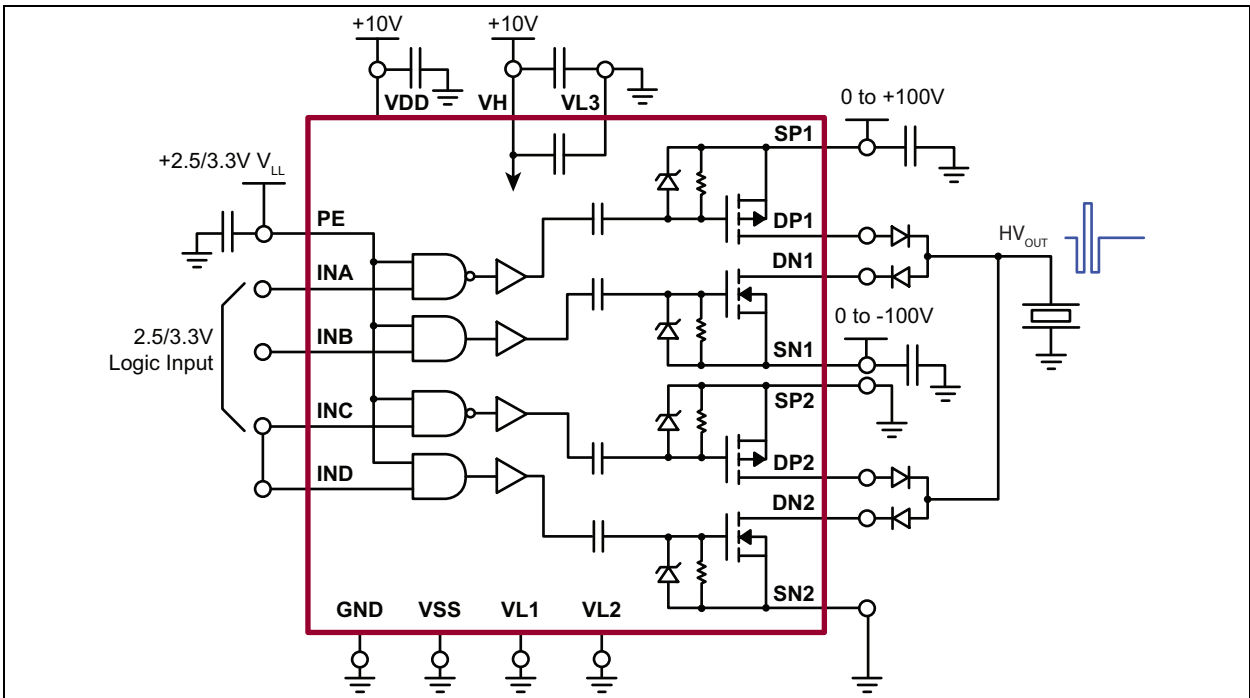 +10V
+10V
VDD
VH
VL3
0 to +100V
SP1
+2.5/3.3V VLL
PE
DP1
HVOUT
INA
DN1
0 to -100V
2.5/3.3V
Logic Input
INB
SN1
SP2
INC
DP2
IND
DN2
SN2
GND
VSS
VL1
VL2